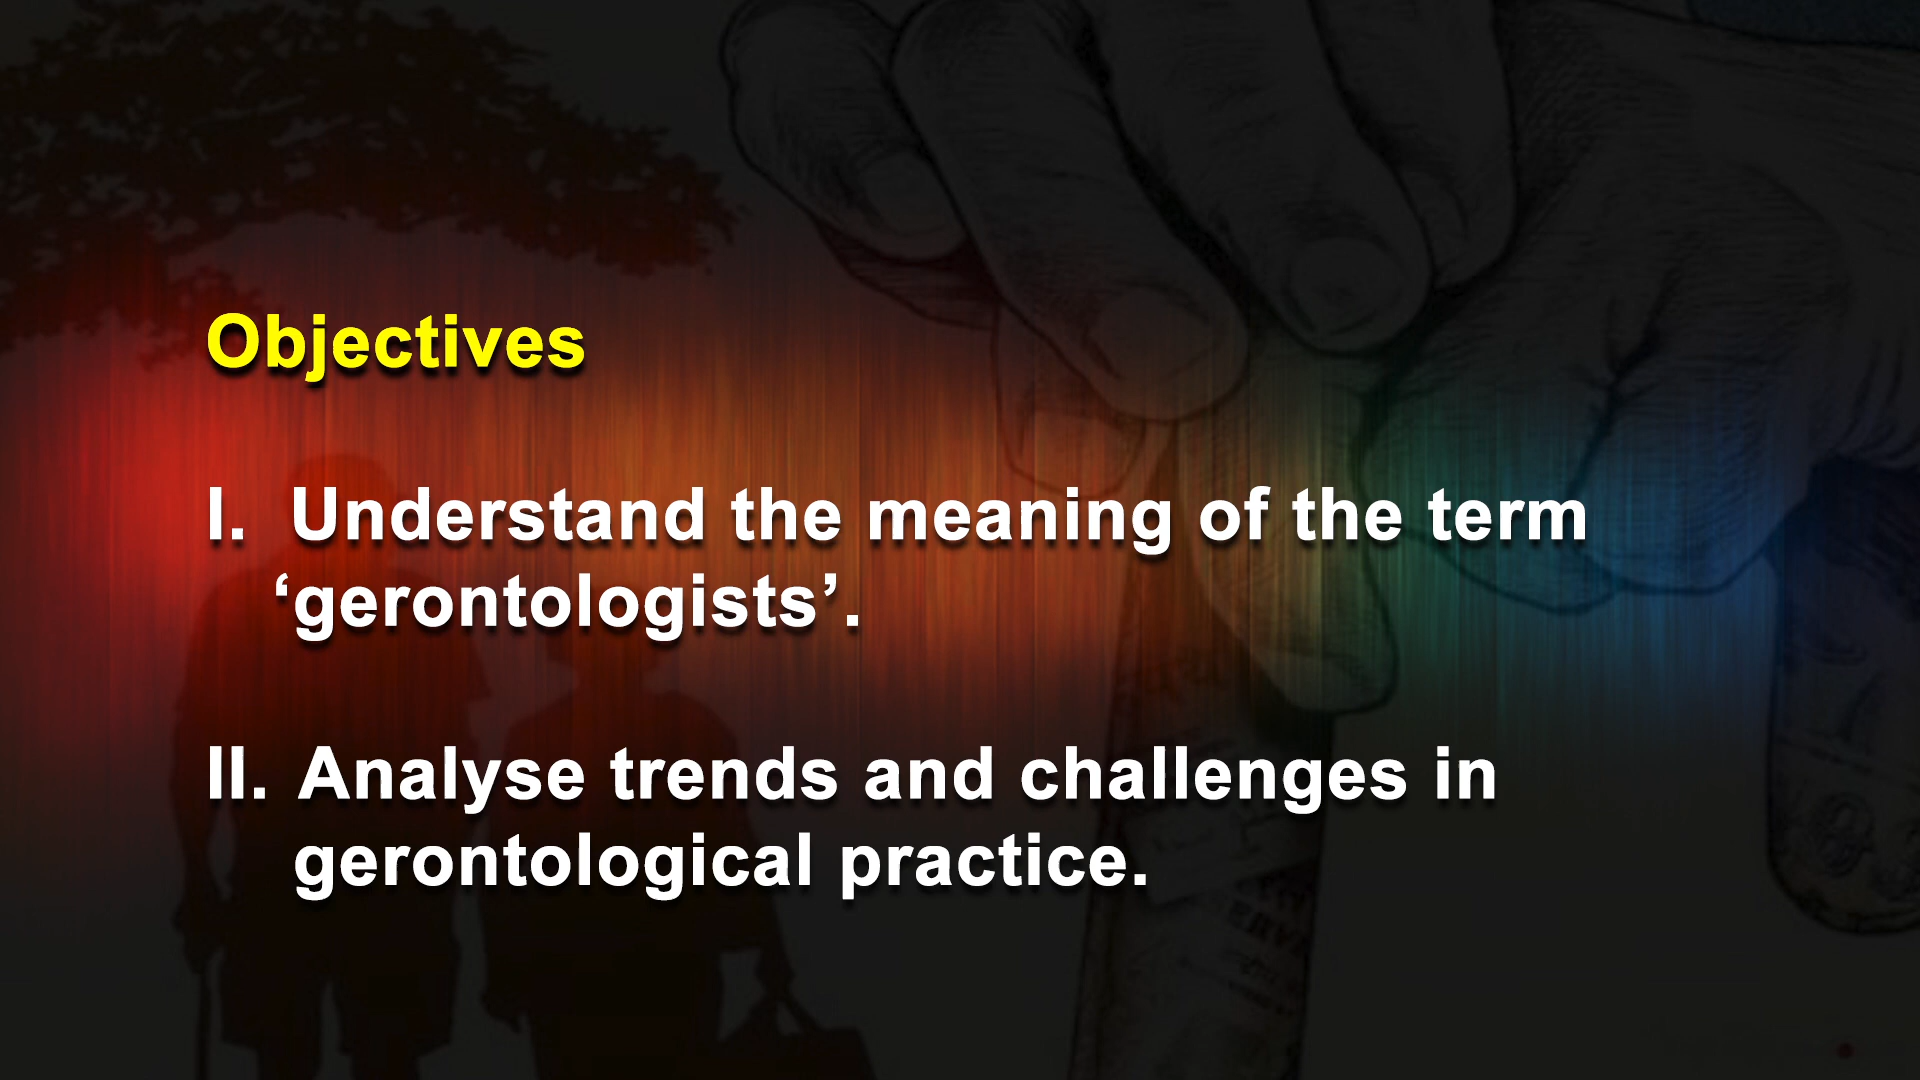 Objectives
I. Understand the meaning of the term
‘gerontologists’.
II. Analyse trends and challenges in
gerontological practice.